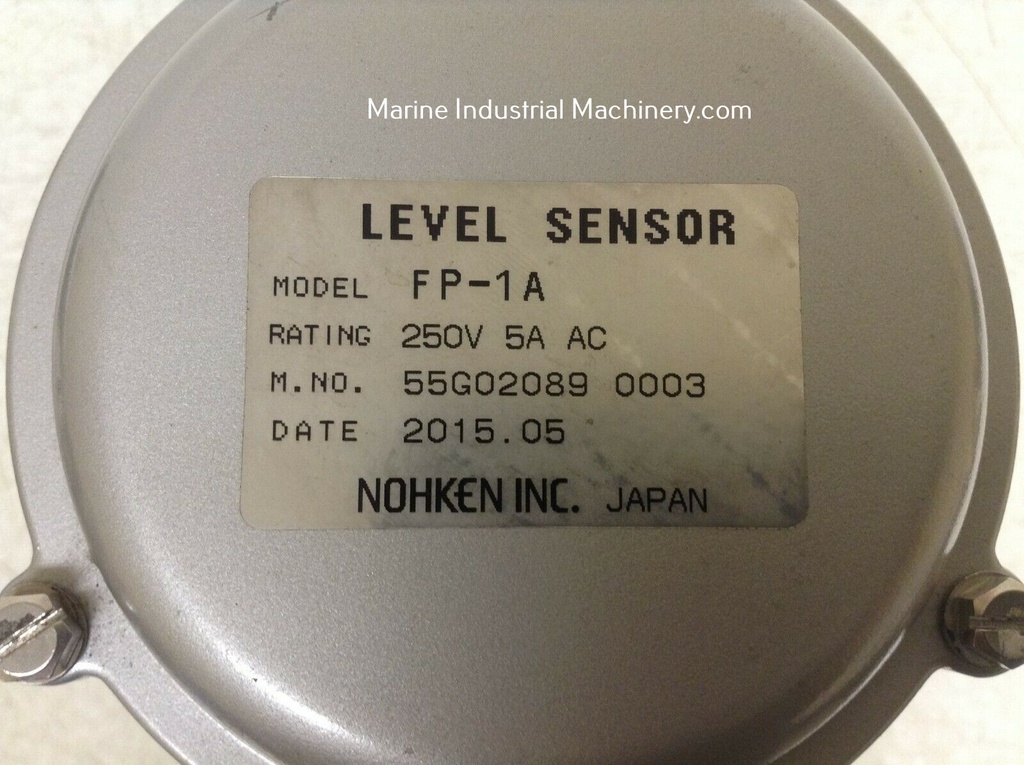 Marine Industrial Machinery.com
LEVEL SENSOR
MODEL FP-1A
RATING 250V 5A AC
M.NO. 55G02089 0003
DATE 2015.05
NOHKEN INC. JAPAN